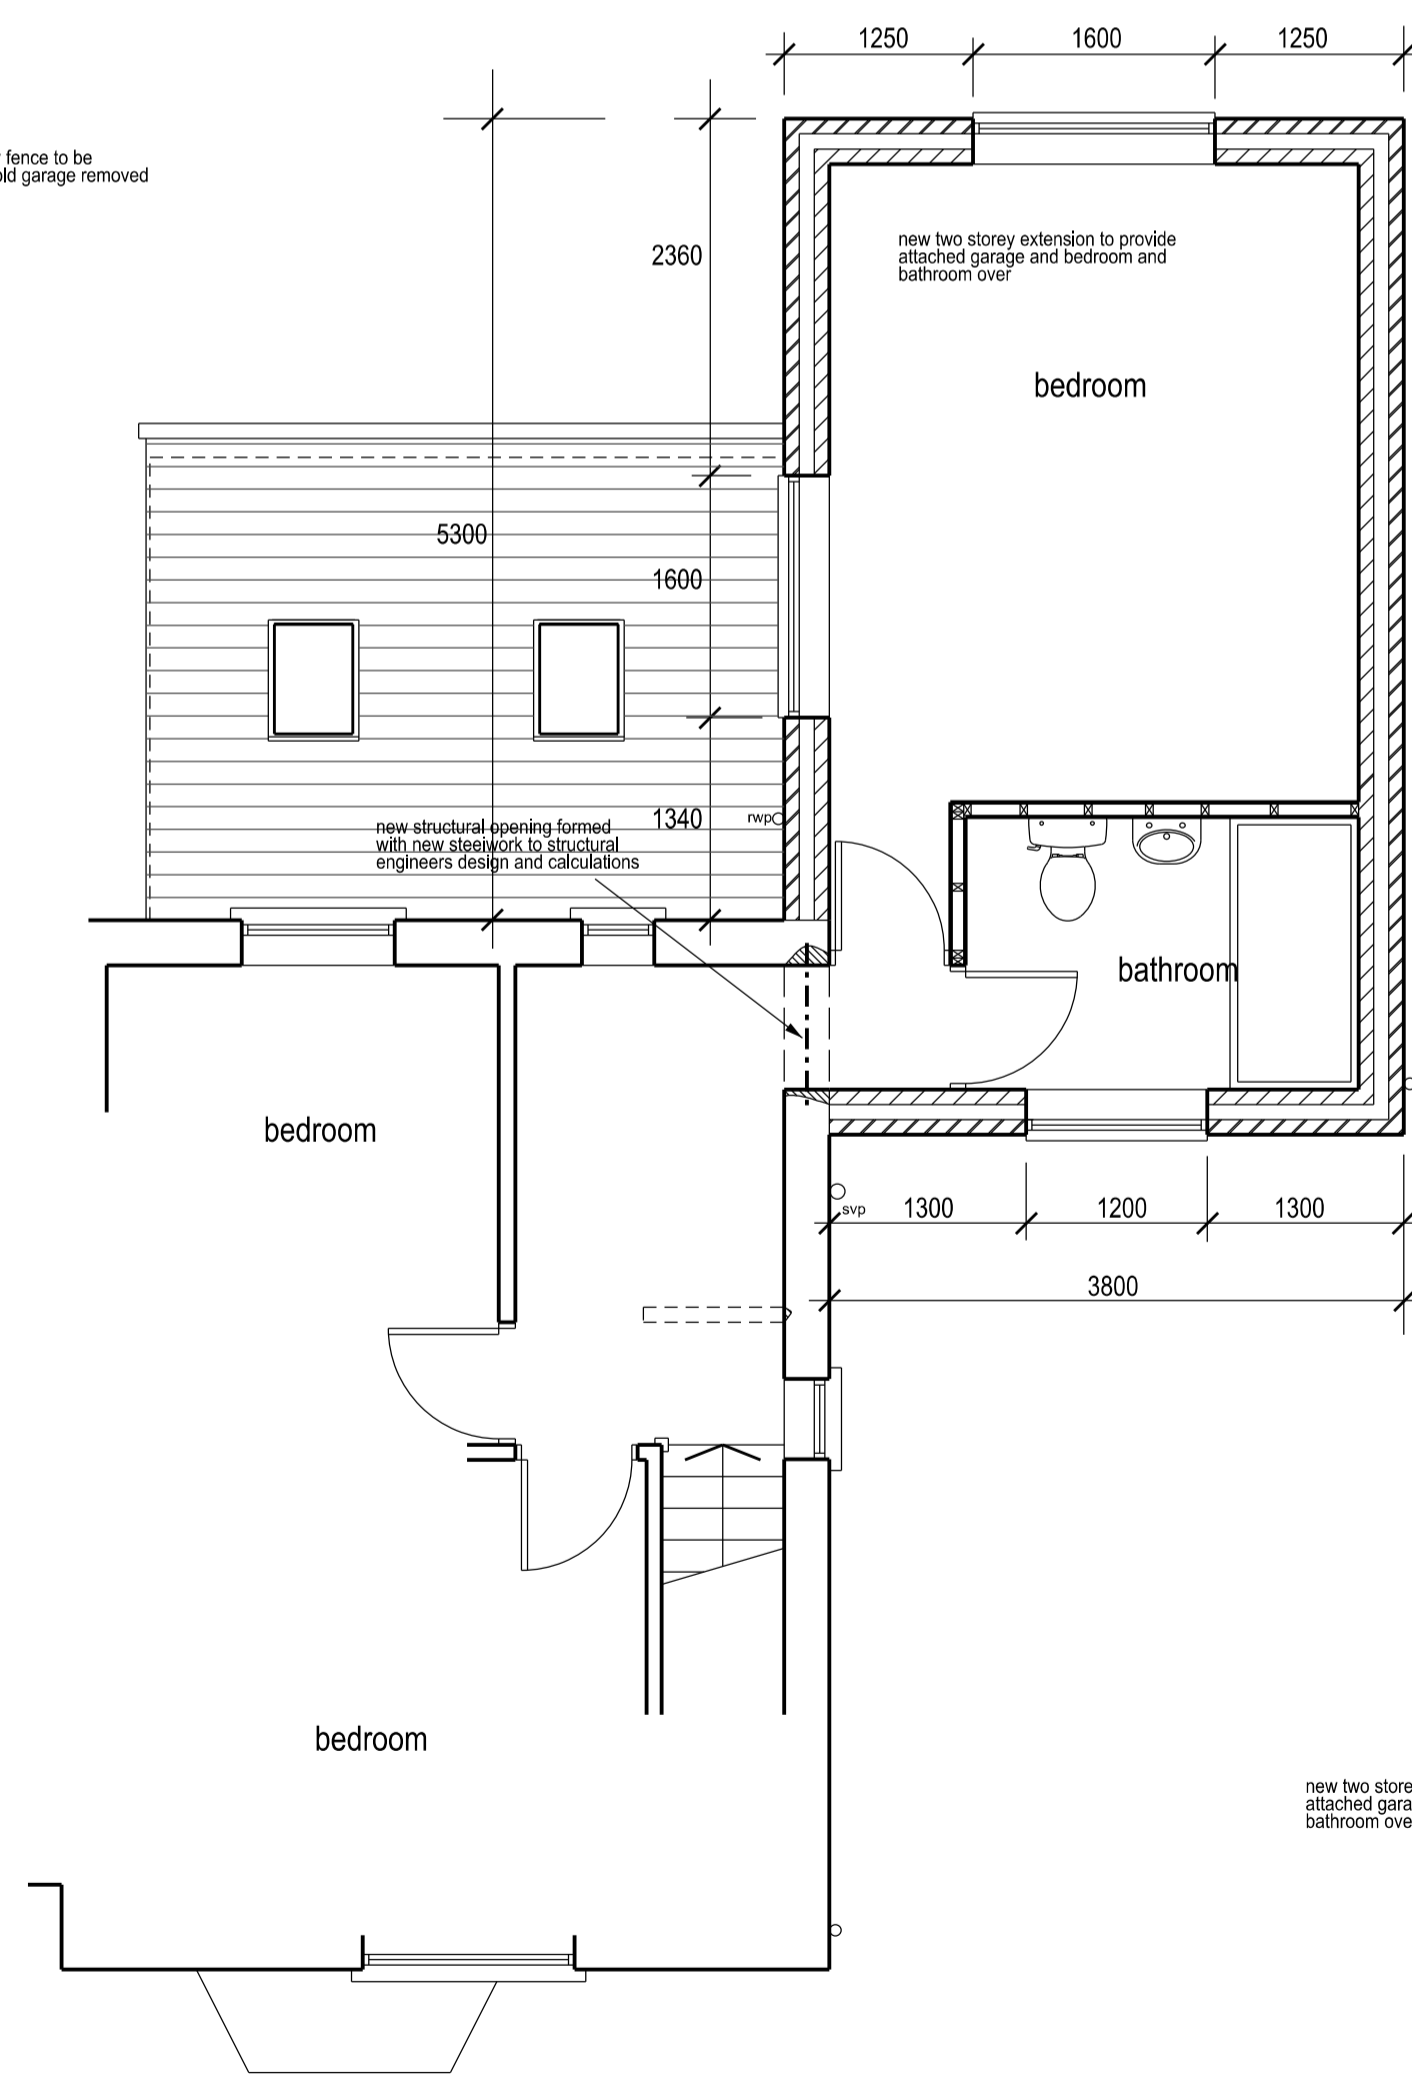 1250 1600 1250
fence to be
old garage removed
2360
new two storey extension to provide
attached garage and bedroom and
bathroom over
bedroom
5300
1600
1340
rwp
new structural opening formed
with new steelwork to structural
engineers design and calculations
bathroom
bedroom
svp
1300 1200 1300
3800
bedroom
new two store
attached gara
bathroom ove